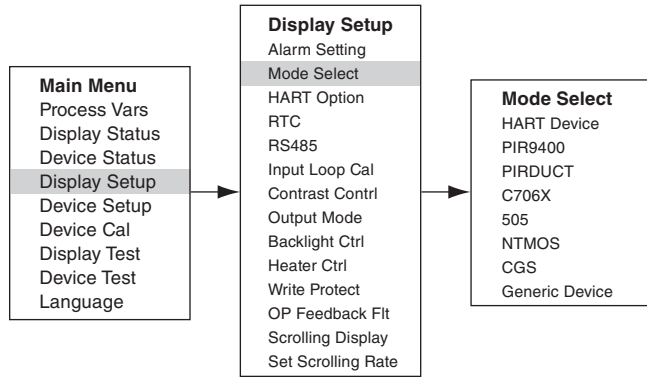 Main Menu
Process Vars
Display Status
Device Status
Display Setup
Device Setup
Device Cal
Display Test
Device Test
Language
Display Setup
Alarm Setting
Mode Select
HART Option
RTC
RS485
Input Loop Cal
Contrast Contrl
Output Mode
Backlight Ctrl
Heater Ctrl
Write Protect
OP Feedback Flt
Scrolling Display
Set Scrolling Rate
Mode Select
HART Device
PIR9400
PIRDUCT
C706X
505
NTMOS
CGS
Generic Device